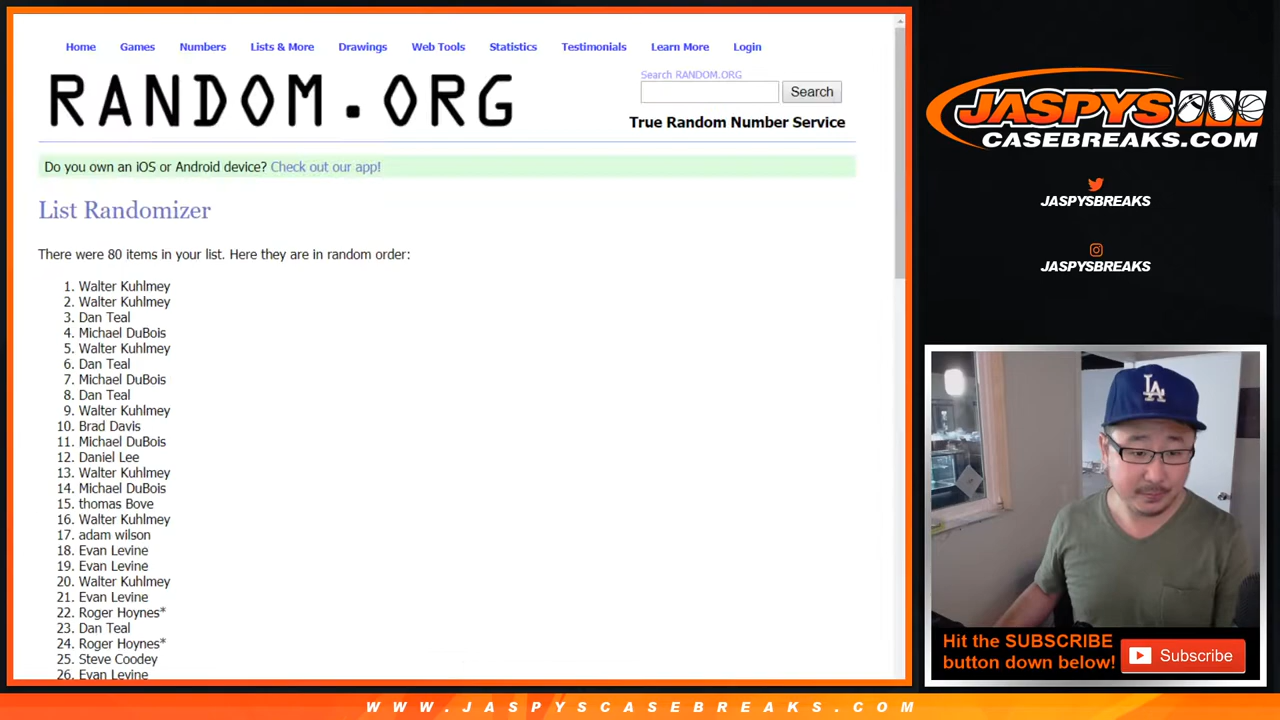 Home Games Numbers Lists & More Drawings Web Tools Statistics Testimonials Learn More Login
RANDOM.ORG
Search RANDOM.ORG
Search
True Random Number Service
Do you own an iOS or Android device? Check out our app!
List Randomizer
There were 80 items in your list. Here they are in random order:
1. Walter Kuhlmey
2. Walter Kuhlmey
3. Dan Teal
4. Michael DuBois
5. Walter Kuhlmey
6. Dan Teal
7. Michael DuBois
8. Dan Teal
9. Walter Kuhlmey
10. Brad Davis
11. Michael DuBois
12. Daniel Lee
13. Walter Kuhlmey
14. Michael DuBois
15. thomas Bove
16. Walter Kuhlmey
17. adam wilson
18. Evan Levine
19. Evan Levine
20. Walter Kuhlmey
21. Evan Levine
22. Roger Hoynes*
23. Dan Teal
24. Roger Hoynes*
25. Steve Coodey
26. Evan Levine
JASPYS
CASEBREAKS.COM
JASPYSBREAKS
JASPYSBREAKS
LA
Hit the SUBSCRIBE
button down below!
Subscribe
WWW.JASPYSCASEBREAKS.COM